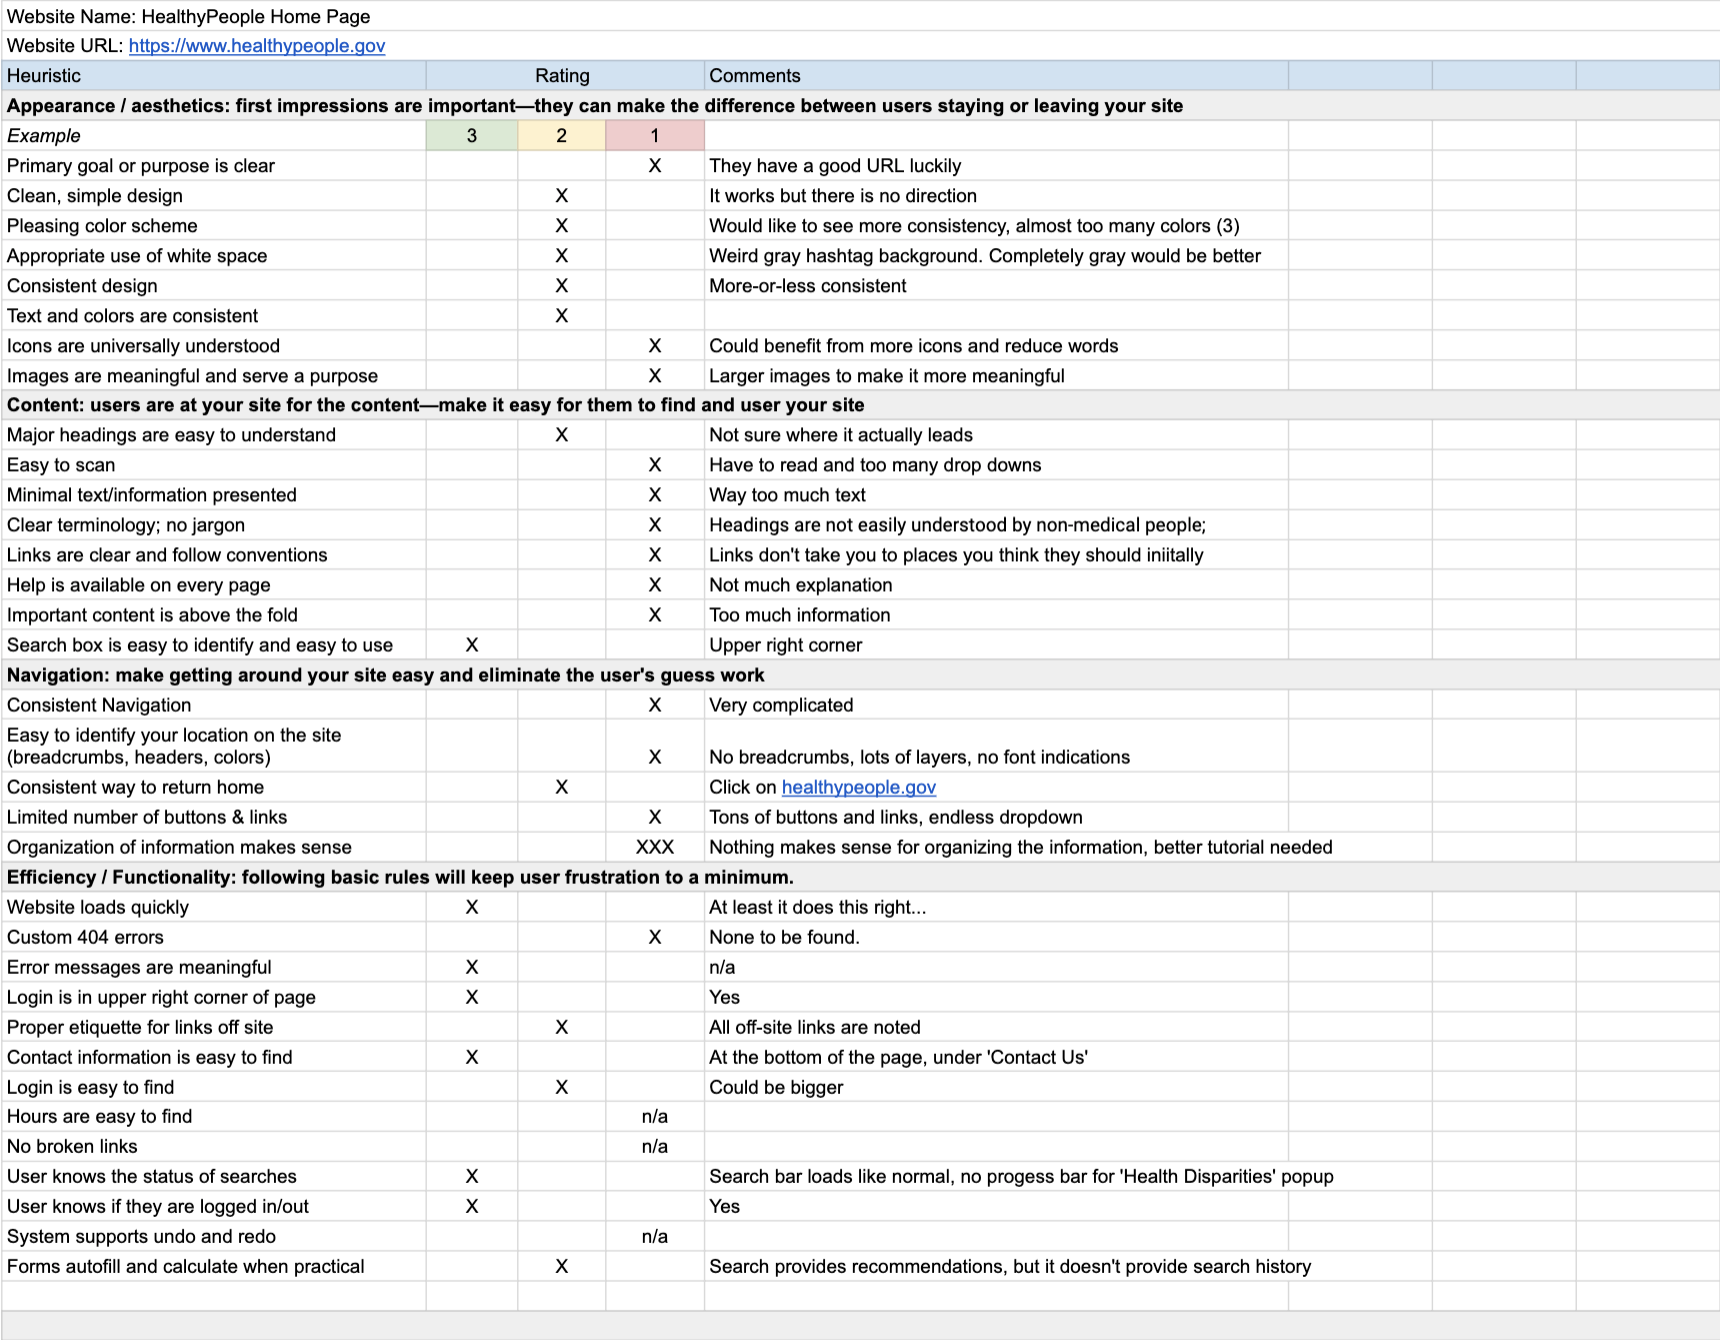 Website Name: HealthyPeople Home Page
Website URL: https://www.healthypeople.gov
Heuristic Rating Comments
Appearance / aesthetics: first impressions are important—they can make the difference between users staying or leaving your site
Example 3 2 1
Primary goal or purpose is clear X They have a good URL luckily
Clean, simple design X It works but there is no direction
Pleasing color scheme X Would like to see more consistency, almost too many colors (3)
Appropriate use of white space X Weird gray hashtag background. Completely gray would be better
Consistent design X More-or-less consistent
Text and colors are consistent X
Icons are universally understood X Could benefit from more icons and reduce words
Images are meaningful and serve a purpose X Larger images to make it more meaningful
Content: users are at your site for the content—make it easy for them to find and user your site
Major headings are easy to understand X Not sure where it actually leads
Easy to scan X Have to read and too many drop downs
Minimal text/information presented X Way too much text
Clear terminology; no jargon X Headings are not easily understood by non-medical people;
Links are clear and follow conventions X Links don't take you to places you think they should iniitally
Help is available on every page X Not much explanation
Important content is above the fold X Too much information
Search box is easy to identify and easy to use X Upper right corner
Navigation: make getting around your site easy and eliminate the user's guess work
Consistent Navigation X Very complicated
Easy to identify your location on the site
(breadcrumbs, headers, colors) X No breadcrumbs, lots of layers, no font indications
Consistent way to return home X Click on healthypeople.gov
Limited number of buttons & links X Tons of buttons and links, endless dropdown
Organization of information makes sense XXX Nothing makes sense for organizing the information, better tutorial needed
Efficiency / Functionality: following basic rules will keep user frustration to a minimum.
Website loads quickly X At least it does this right...
Custom 404 errors X None to be found.
Error messages are meaningful X n/a
Login is in upper right corner of page X Yes
Proper etiquette for links off site X All off-site links are noted
Contact information is easy to find X At the bottom of the page, under 'Contact Us'
Login is easy to find X Could be bigger
Hours are easy to find n/a
No broken links n/a
User knows the status of searches X Search bar loads like normal, no progess bar for 'Health Disparities' popup
User knows if they are logged in/out X Yes
System supports undo and redo n/a
Forms autofill and calculate when practical X Search provides recommendations, but it doesn't provide search history